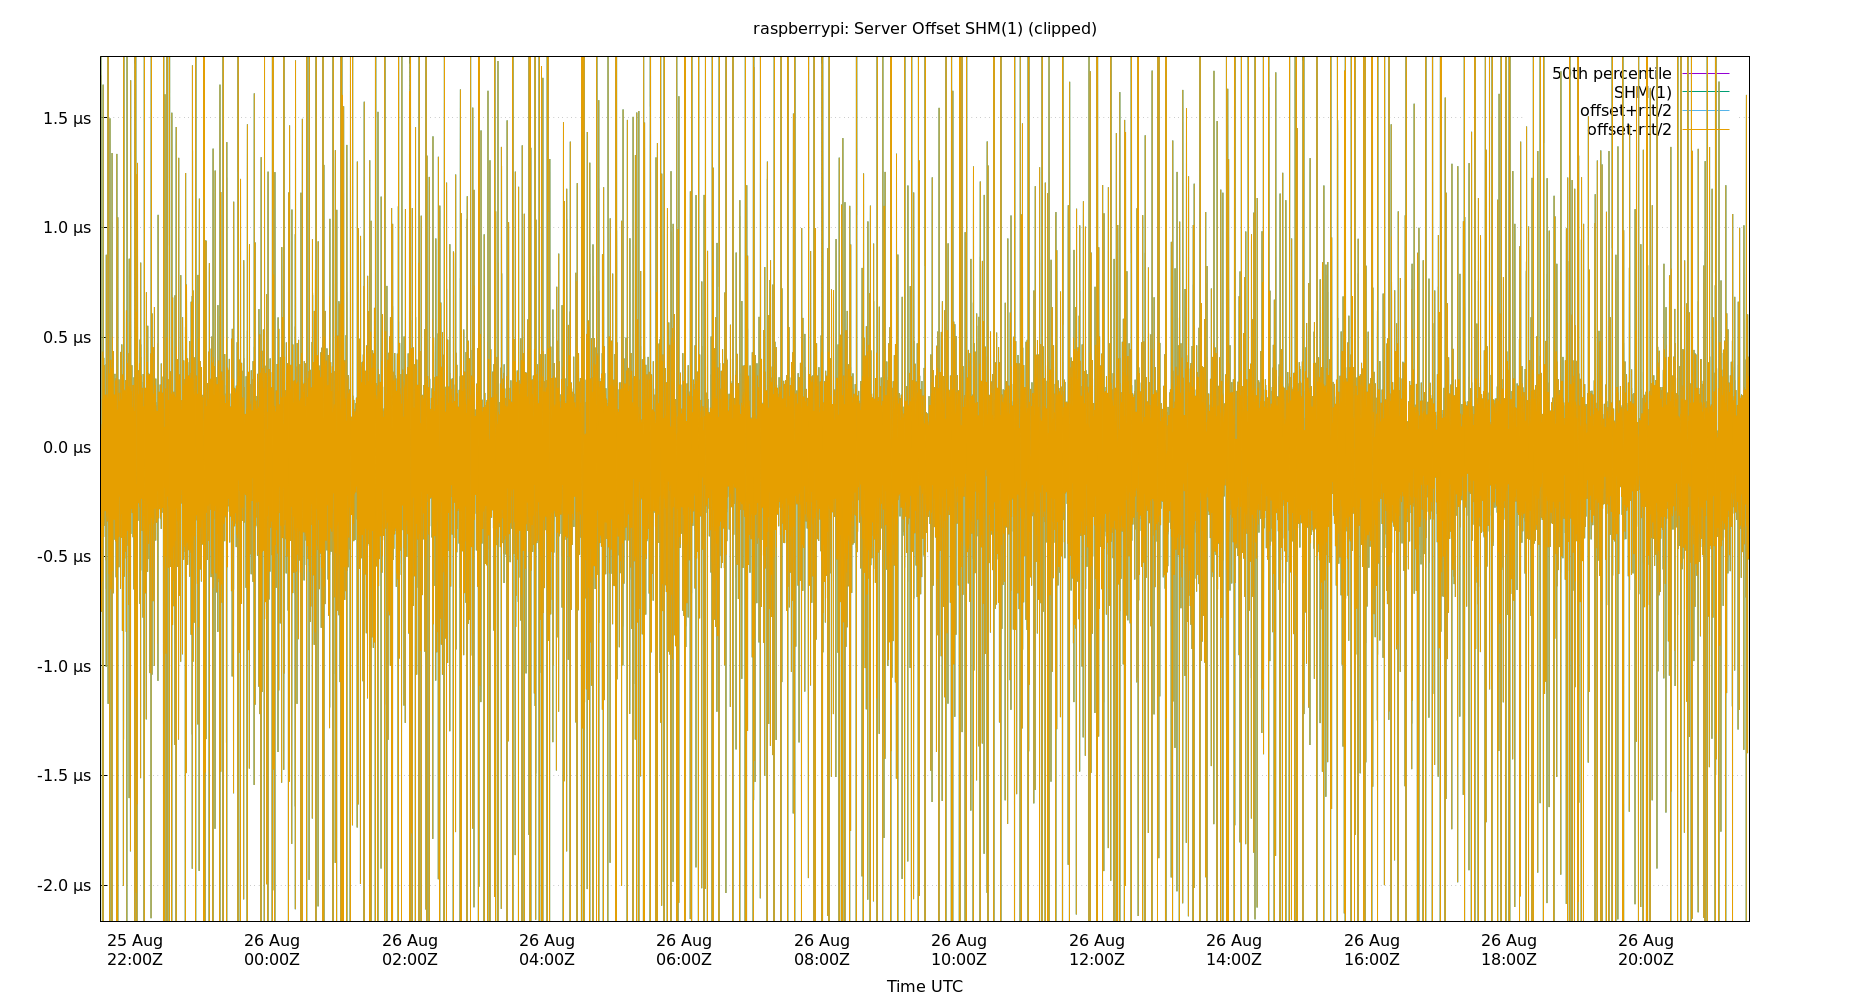 raspberrypi: Server Offset SHM(1) (clipped)
50th percentile
SHM(1)
offset+rtt/2
offset-rtt/2
1.5 µs
1.0 µs
0.5 µs
0.0 µs
-0.5 µs
-1.0 µs
-1.5 µs
-2.0 µs
25 Aug 26 Aug 26 Aug 26 Aug 26 Aug 26 Aug 26 Aug 26 Aug 26 Aug 26 Aug 26 Aug 26 Aug
22:00Z 00:00Z 02:00Z 04:00Z 06:00Z 08:00Z 10:00Z 12:00Z 14:00Z 16:00Z 18:00Z 20:00Z
Time UTC